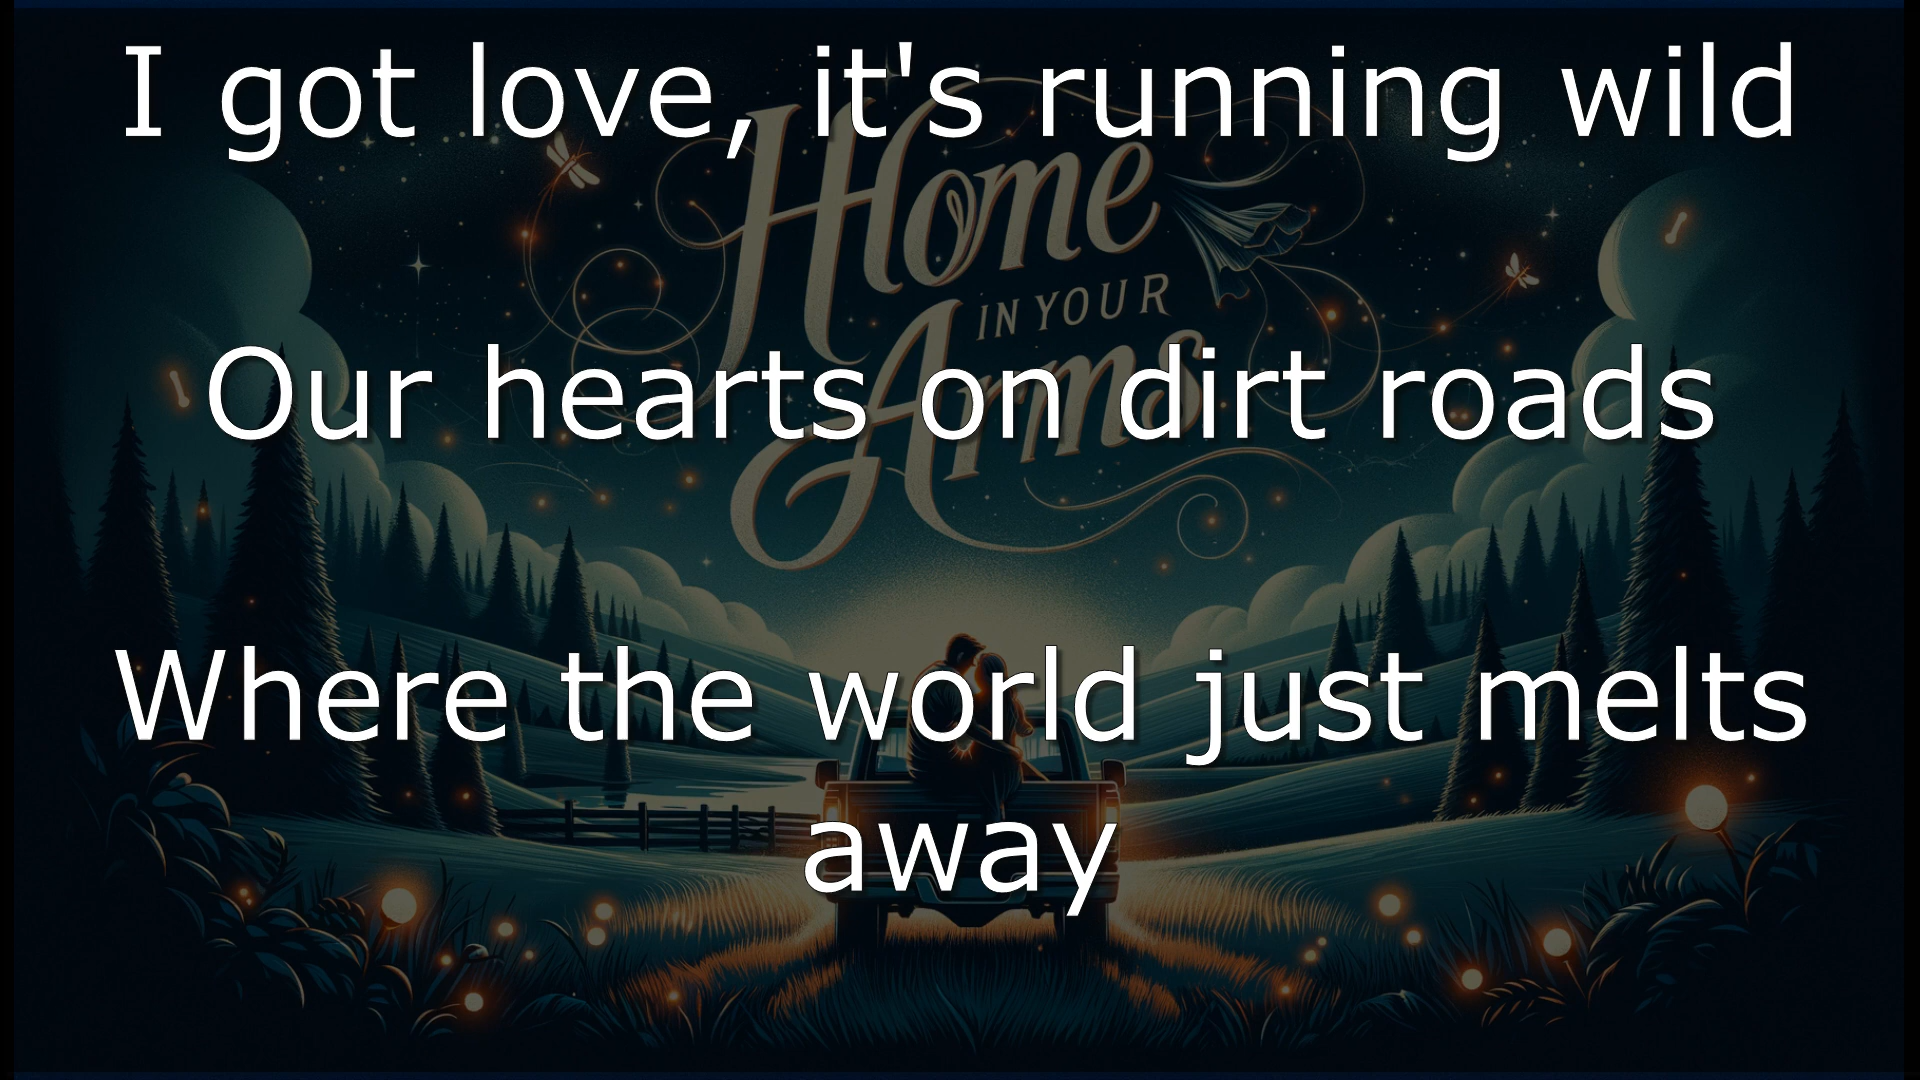 I got love, it's running wild
Home
IN YOUR
Arms
Our hearts on dirt roads
Where the world just melts
away